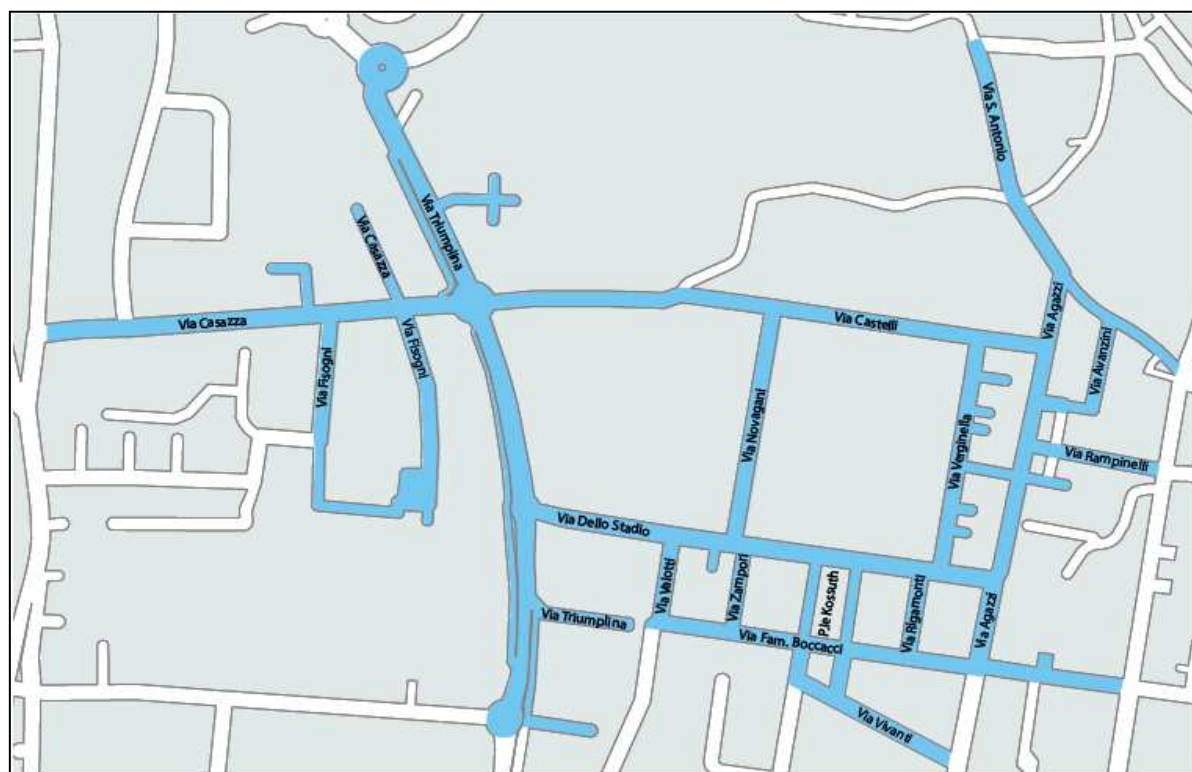 Via S. Antonio
Via Triumplina
Via Casazza
Via Casazza
Via Castelli
Via Agazzi
Via Avanzini
Via Fisogni
Via Fisogni
Via Novagani
Via Verginella
Via Rampinelli
Via Dello Stadio
Via Valotti
Via Zampori
P.le Kossuth
Via Rigamonti
Via Agazzi
Via Triumplina
Via Fam. Boccacci
Via Vivanti